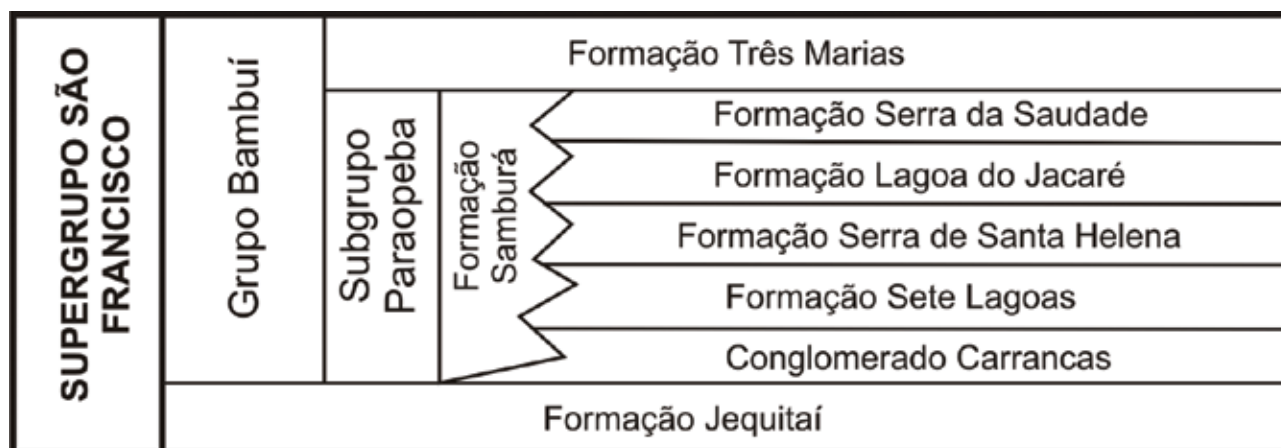 SUPERGRUPO SÃO
FRANCISCO
Grupo Bambuí
Formação Três Marias
Subgrupo
Paraopeba
Formação
Samburá
Formação Serra da Saudade
Formação Lagoa do Jacaré
Formação Serra de Santa Helena
Formação Sete Lagoas
Conglomerado Carrancas
Formação Jequitaí